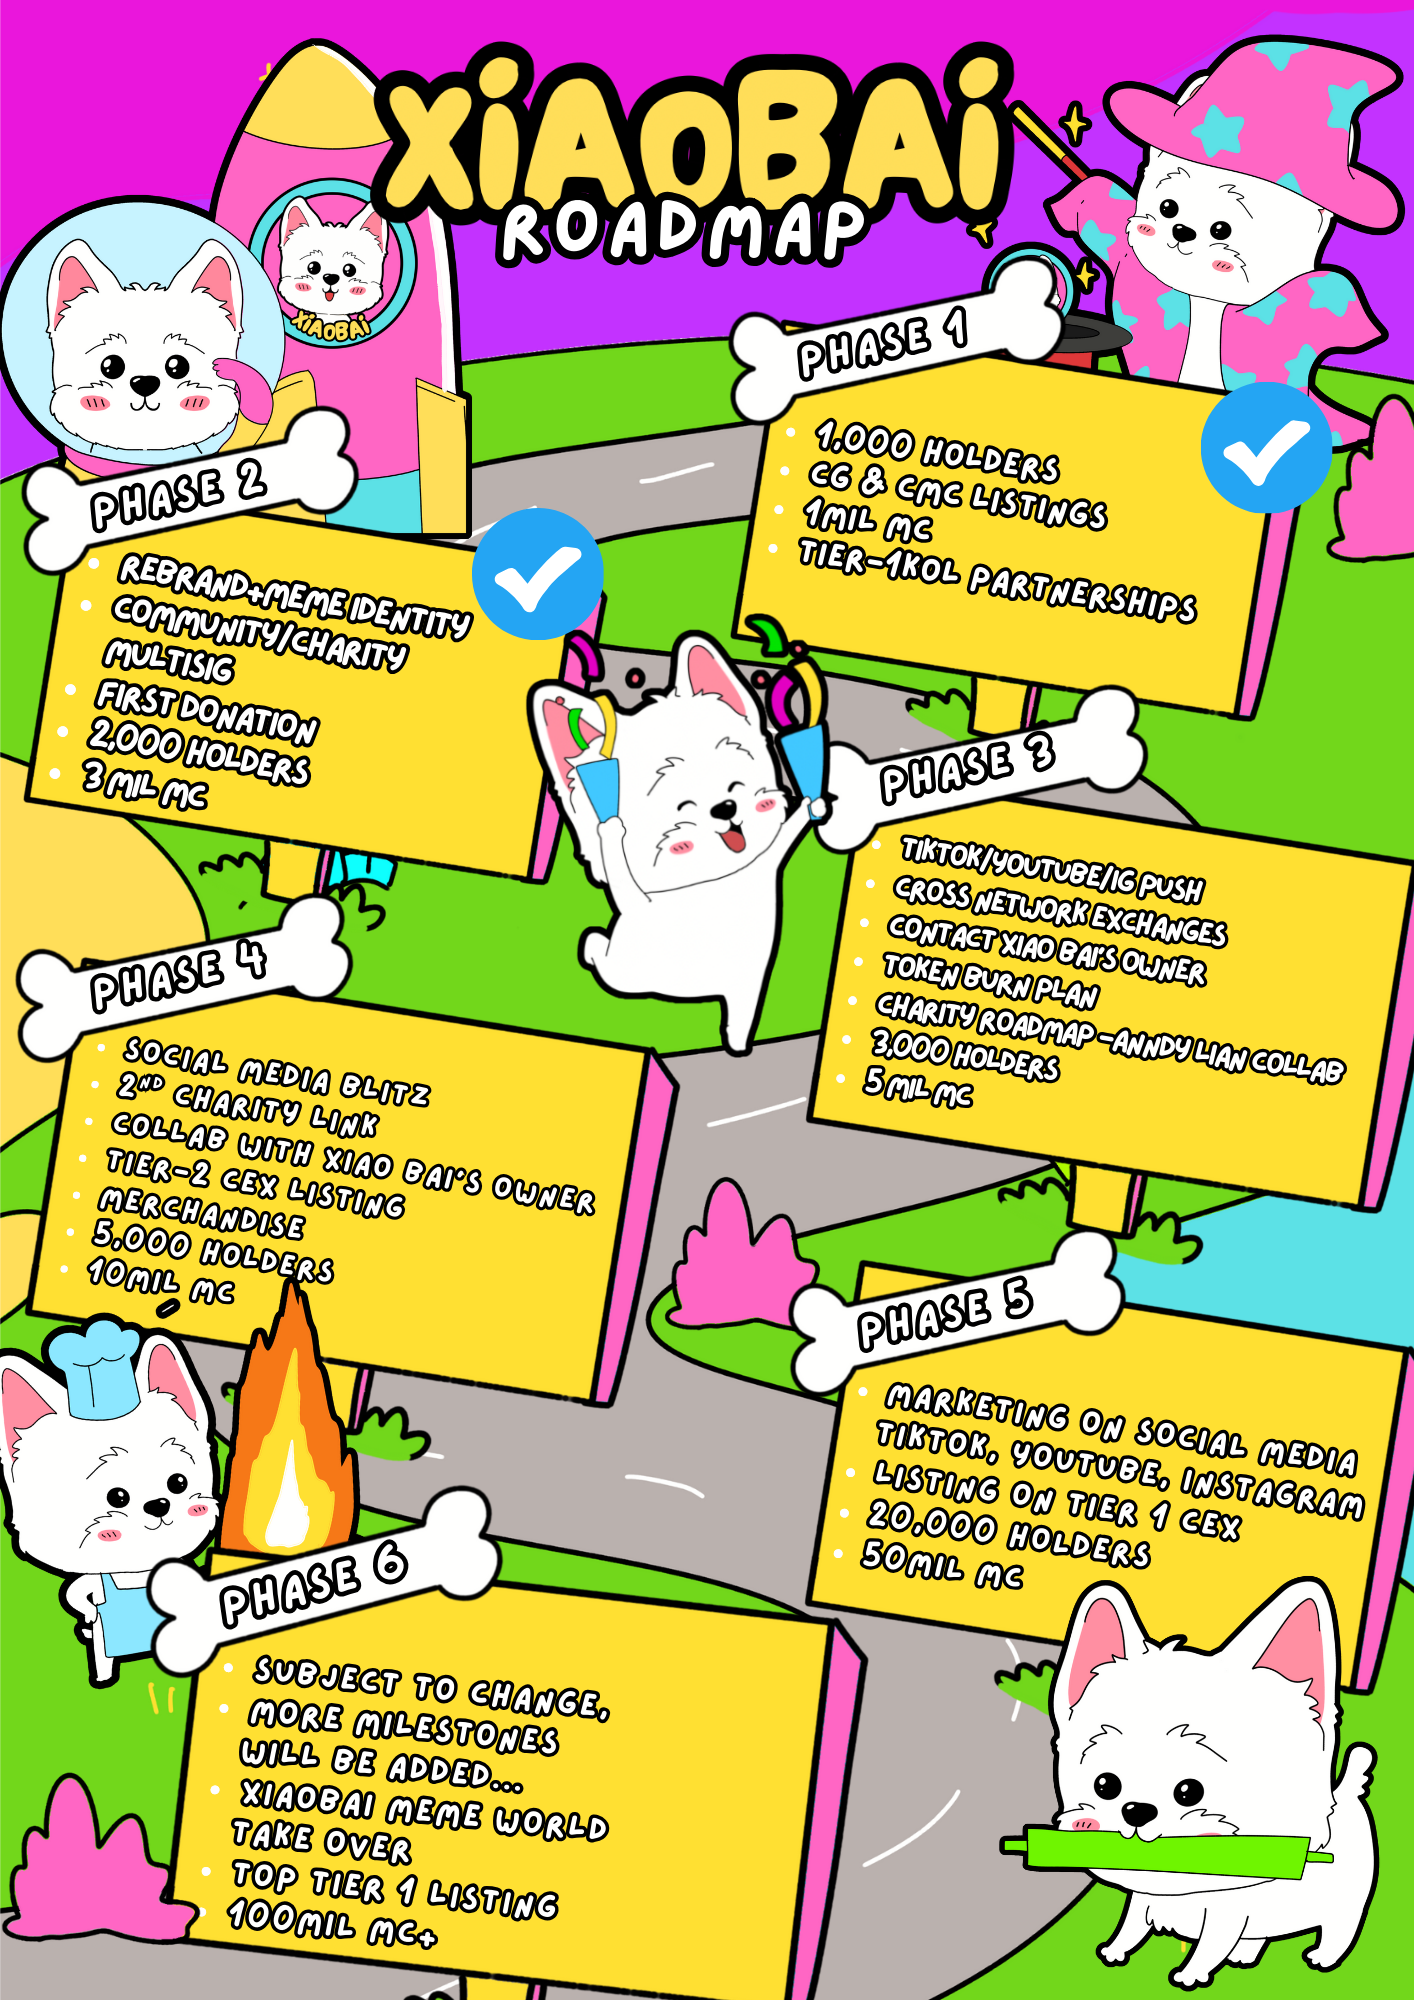 XiAOBAi
ROADMAP
XiAOBAi
PHASE 1
1,000 HOLDERS
CG & CMC LISTINGS
1MIL MC
TIER-1KOL PARTNERSHIPS
PHASE 2
REBRAND+MEME IDENTITY
COMMUNITY/CHARITY
MULTISIG
FIRST DONATION
2,000 HOLDERS
3 MIL MC
PHASE 3
TIKTOK/YOUTUBE/IG PUSH
CROSS NETWORK EXCHANGES
CONTACT XIAO BAI'S OWNER
TOKEN BURN PLAN
CHARITY ROADMAP -ANNDY LIAN COLLAB
3,000 HOLDERS
5 MIL MC
PHASE 4
SOCIAL MEDIA BLITZ
2ND CHARITY LINK
COLLAB WITH XIAO BAI'S OWNER
TIER-2 CEX LISTING
MERCHANDISE
5,000 HOLDERS
10MIL MC
PHASE 5
MARKETING ON SOCIAL MEDIA
TIKTOK, YOUTUBE, INSTAGRAM
LISTING ON TIER 1 CEX
20,000 HOLDERS
50MIL MC
PHASE 6
SUBJECT TO CHANGE,
MORE MILESTONES
WILL BE ADDED...
XIAOBAI MEME WORLD
TAKE OVER
TOP TIER 1 LISTING
100MIL MC+